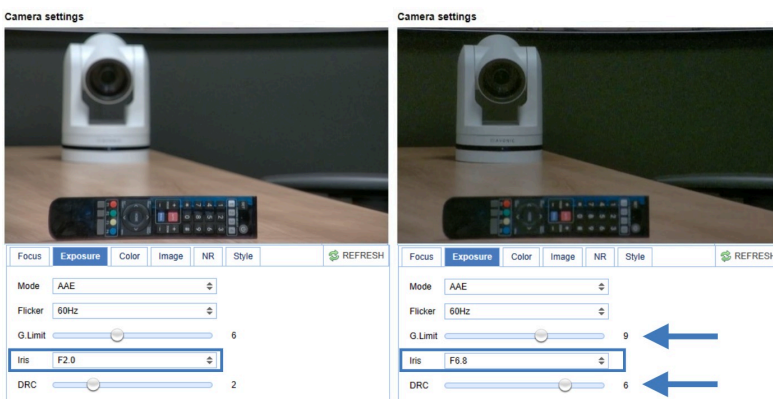 Camera settings
Focus Exposure Color Image NR Style REFRESH
Mode AAE
Flicker 60Hz
G.Limit 6
Iris F2.0
DRC 2
Camera settings
Focus Exposure Color Image NR Style REFRESH
Mode AAE
Flicker 60Hz
G.Limit 9
Iris F6.8
DRC 6